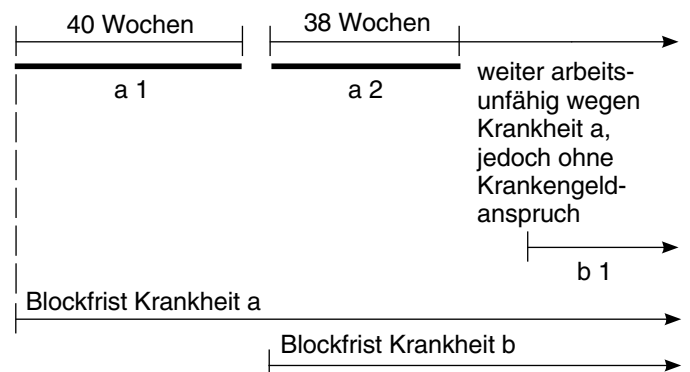 40 Wochen
38 Wochen
a 1
a 2
weiter arbeits-
unfähig wegen
Krankheit a,
jedoch ohne
Krankengeld-
anspruch
b 1
Blockfrist Krankheit a
Blockfrist Krankheit b